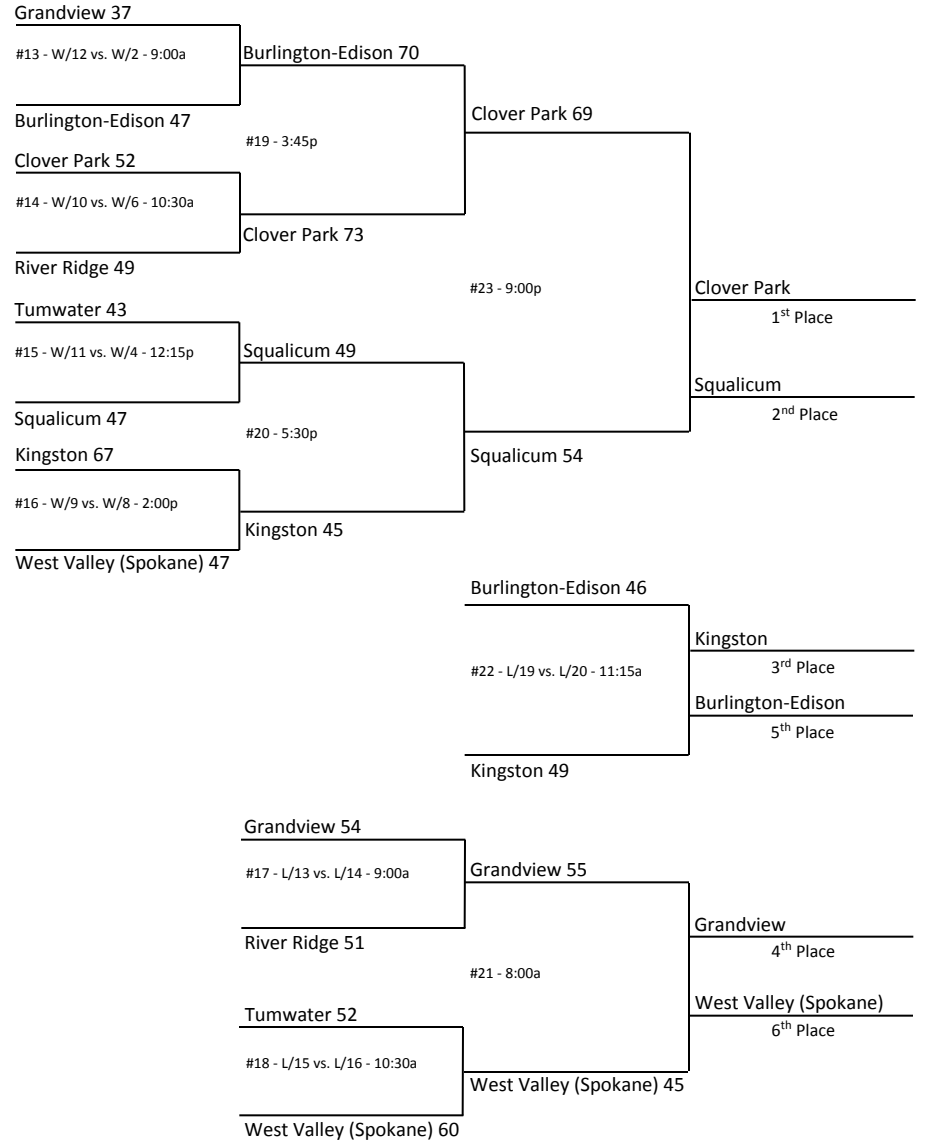 Grandview 37
#13 - W/12 vs. W/2 - 9:00a
Burlington-Edison 70
Burlington-Edison 47
Clover Park 69
#19 - 3:45p
Clover Park 52
#14 - W/10 vs. W/6 - 10:30a
Clover Park 73
River Ridge 49
#23 - 9:00p
Clover Park
1st Place
Tumwater 43
#15 - W/11 vs. W/4 - 12:15p
Squalicum 49
Squalicum
2nd Place
Squalicum 47
#20 - 5:30p
Kingston 67
Squalicum 54
#16 - W/9 vs. W/8 - 2:00p
Kingston 45
West Valley (Spokane) 47
Burlington-Edison 46
Kingston
3rd Place
#22 - L/19 vs. L/20 - 11:15a
Burlington-Edison
5th Place
Kingston 49
Grandview 54
#17 - L/13 vs. L/14 - 9:00a
Grandview 55
Grandview
4th Place
River Ridge 51
#21 - 8:00a
West Valley (Spokane)
6th Place
Tumwater 52
#18 - L/15 vs. L/16 - 10:30a
West Valley (Spokane) 45
West Valley (Spokane) 60